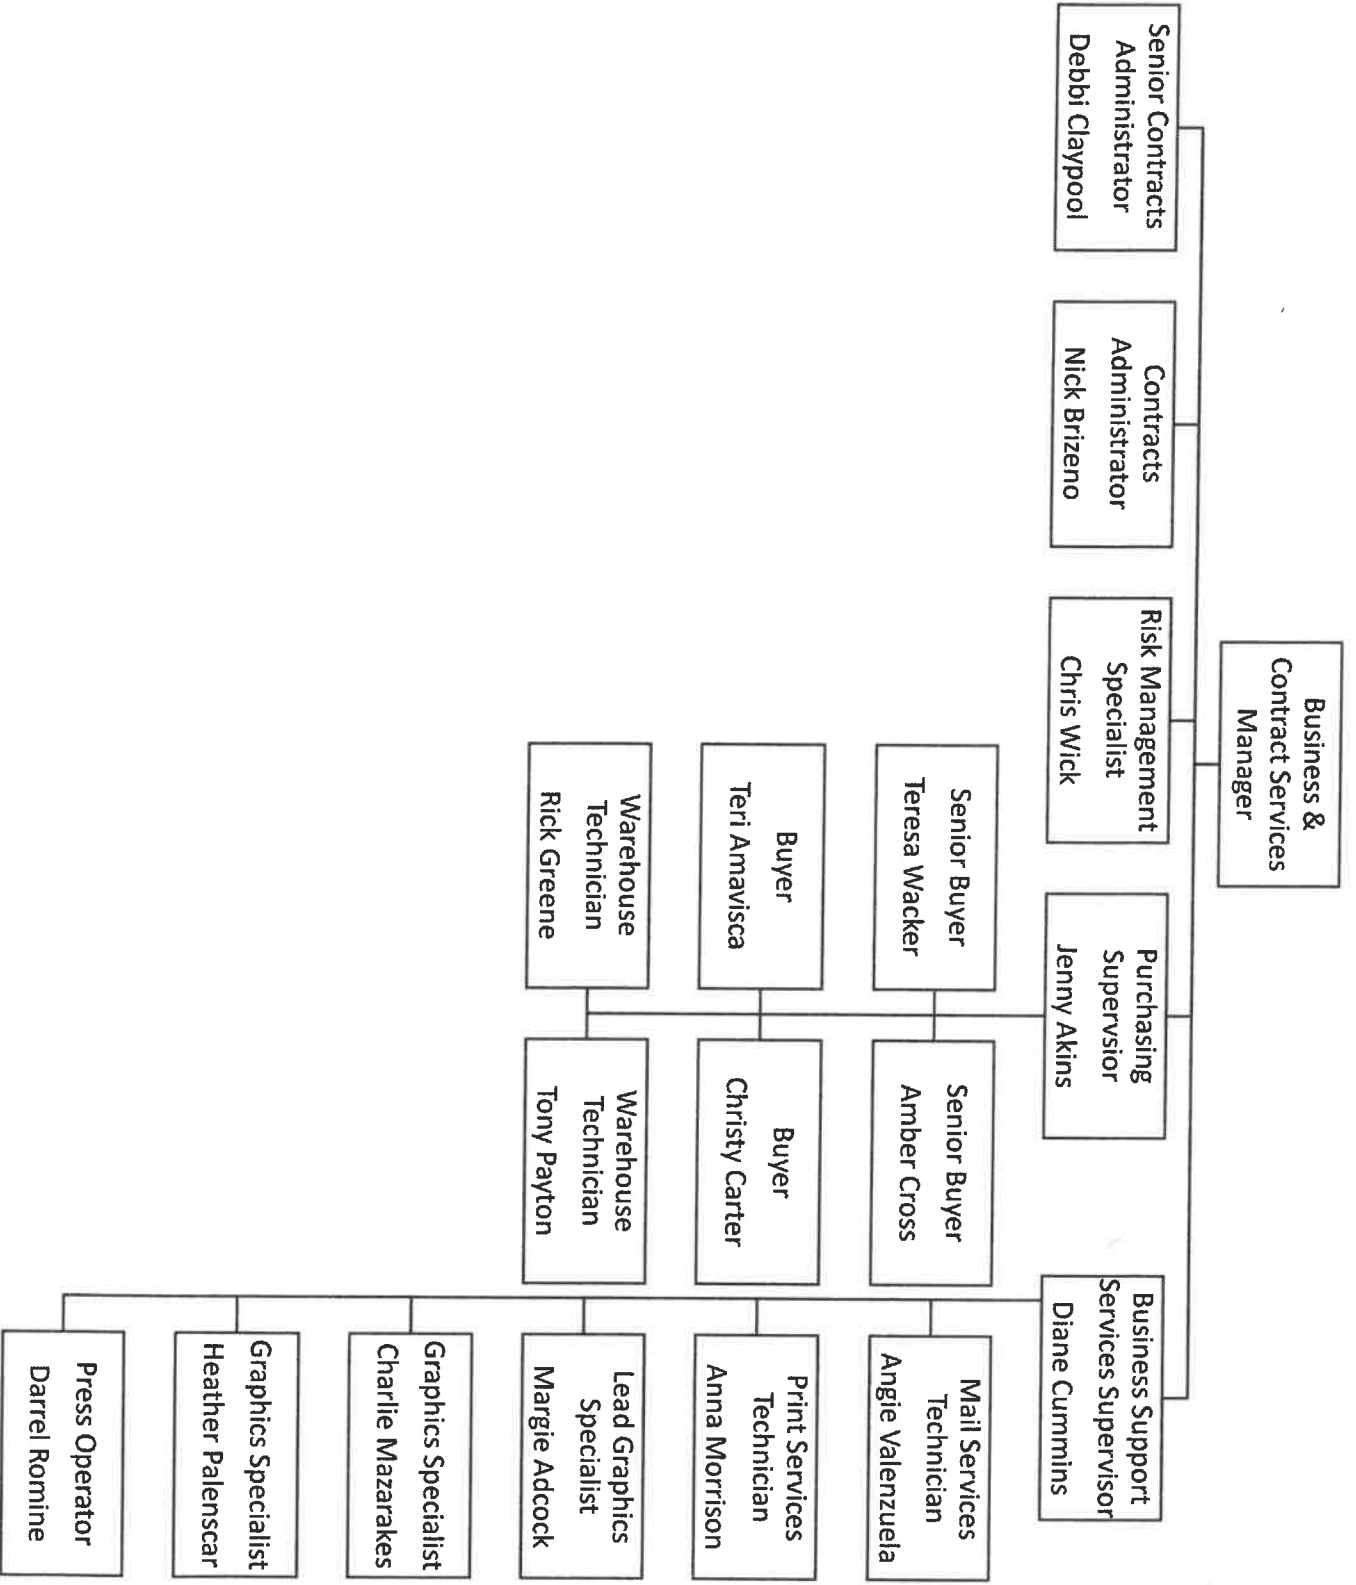 Business &
Contract Services
Manager
Senior Contracts
Administrator
Debbi Claypool
Contracts
Administrator
Nick Brizeno
Risk Management
Specialist
Chris Wick
Purchasing
Supervsior
Jenny Akins
Business Support
Services Supervisor
Diane Cummins
Senior Buyer
Teresa Wacker
Senior Buyer
Amber Cross
Buyer
Teri Amavisca
Buyer
Christy Carter
Warehouse
Technician
Rick Greene
Warehouse
Technician
Tony Payton
Mail Services
Technician
Angie Valenzuela
Print Services
Technician
Anna Morrison
Lead Graphics
Specialist
Margie Adcock
Graphics Specialist
Charlie Mazarakes
Graphics Specialist
Heather Palenscar
Press Operator
Darrel Romine